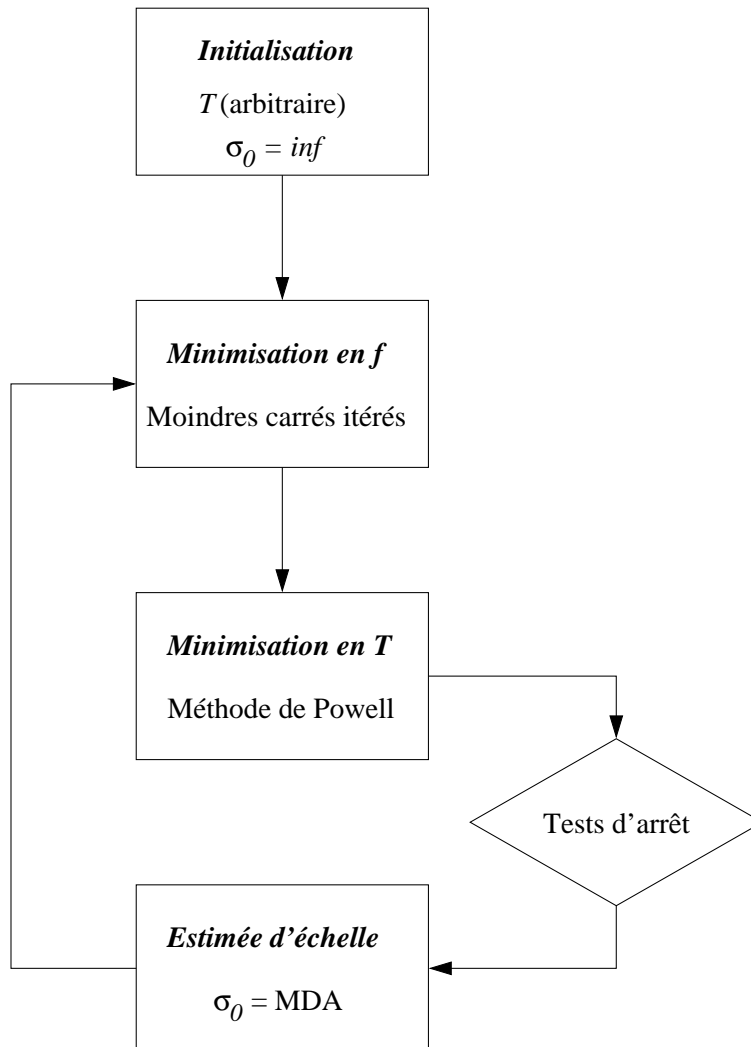 Initialisation
T (arbitraire)
σ0 = inf
Minimisation en f
Moindres carrés itérés
Minimisation en T
Méthode de Powell
Tests d’arrêt
Estimée d’échelle
σ0 = MDA